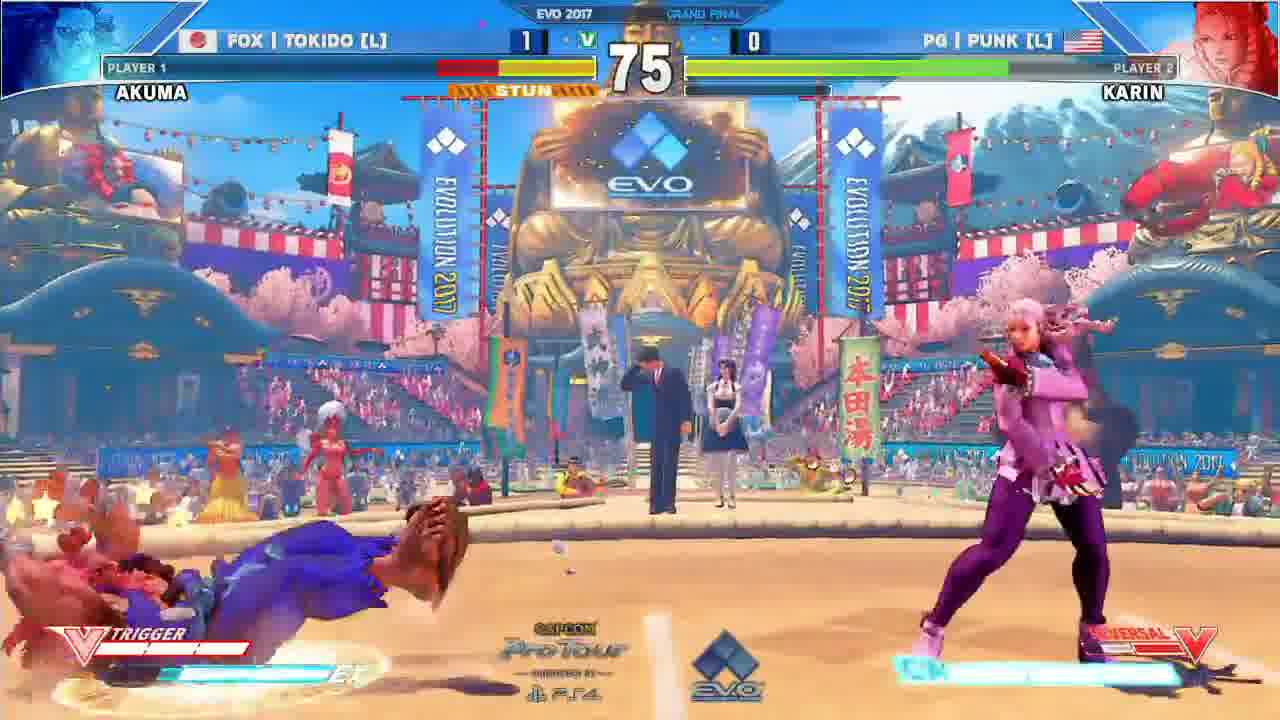 EVO 2017 GRAND FINAL
FOX | TOKIDO [L] 1 V 75 0 PG | PUNK [L]
PLAYER 1 PLAYER 2
AKUMA STUN KARIN
EVO
EVOLUTION 2017
EVOLUTION 2017
本田湯
TRIGGER
EX
CAPCOM
Pro Tour
PS4
EVO
V REVERSAL